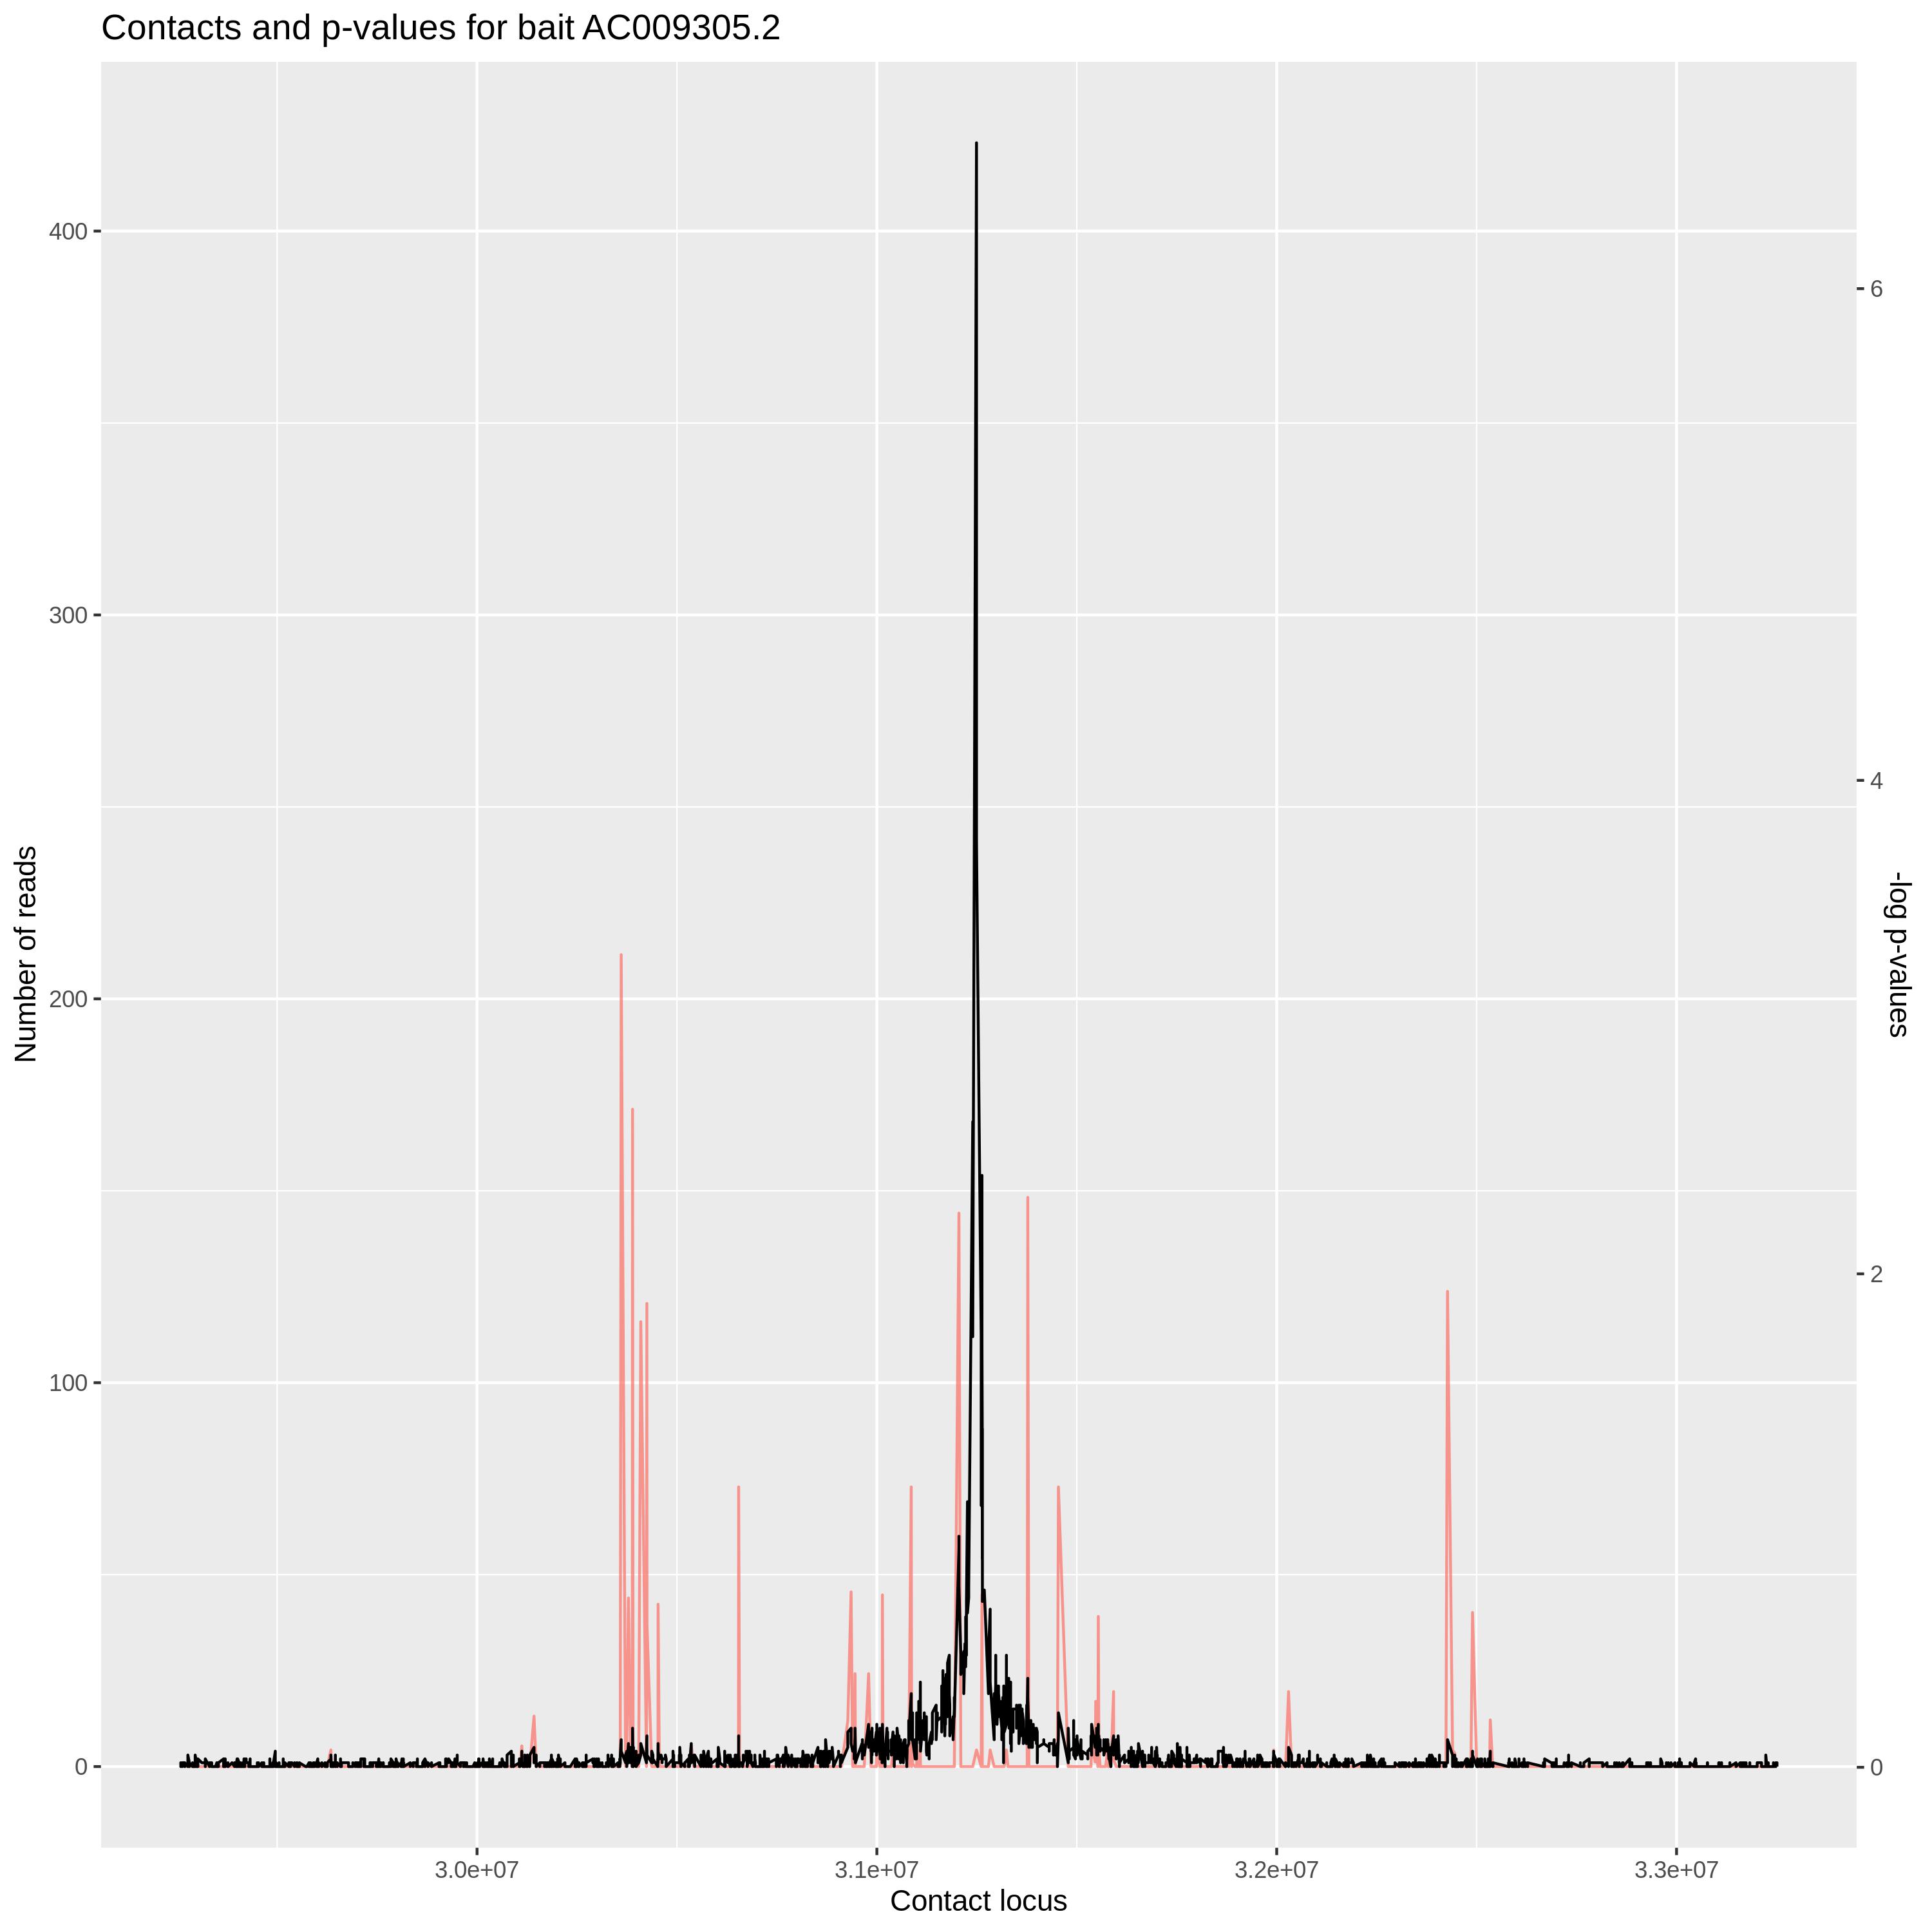 Contacts and p-values for bait AC009305.2
400
300
200
100
0
Number of reads
6
4
2
0
-log p-values
3.0e+07
3.1e+07
3.2e+07
3.3e+07
Contact locus